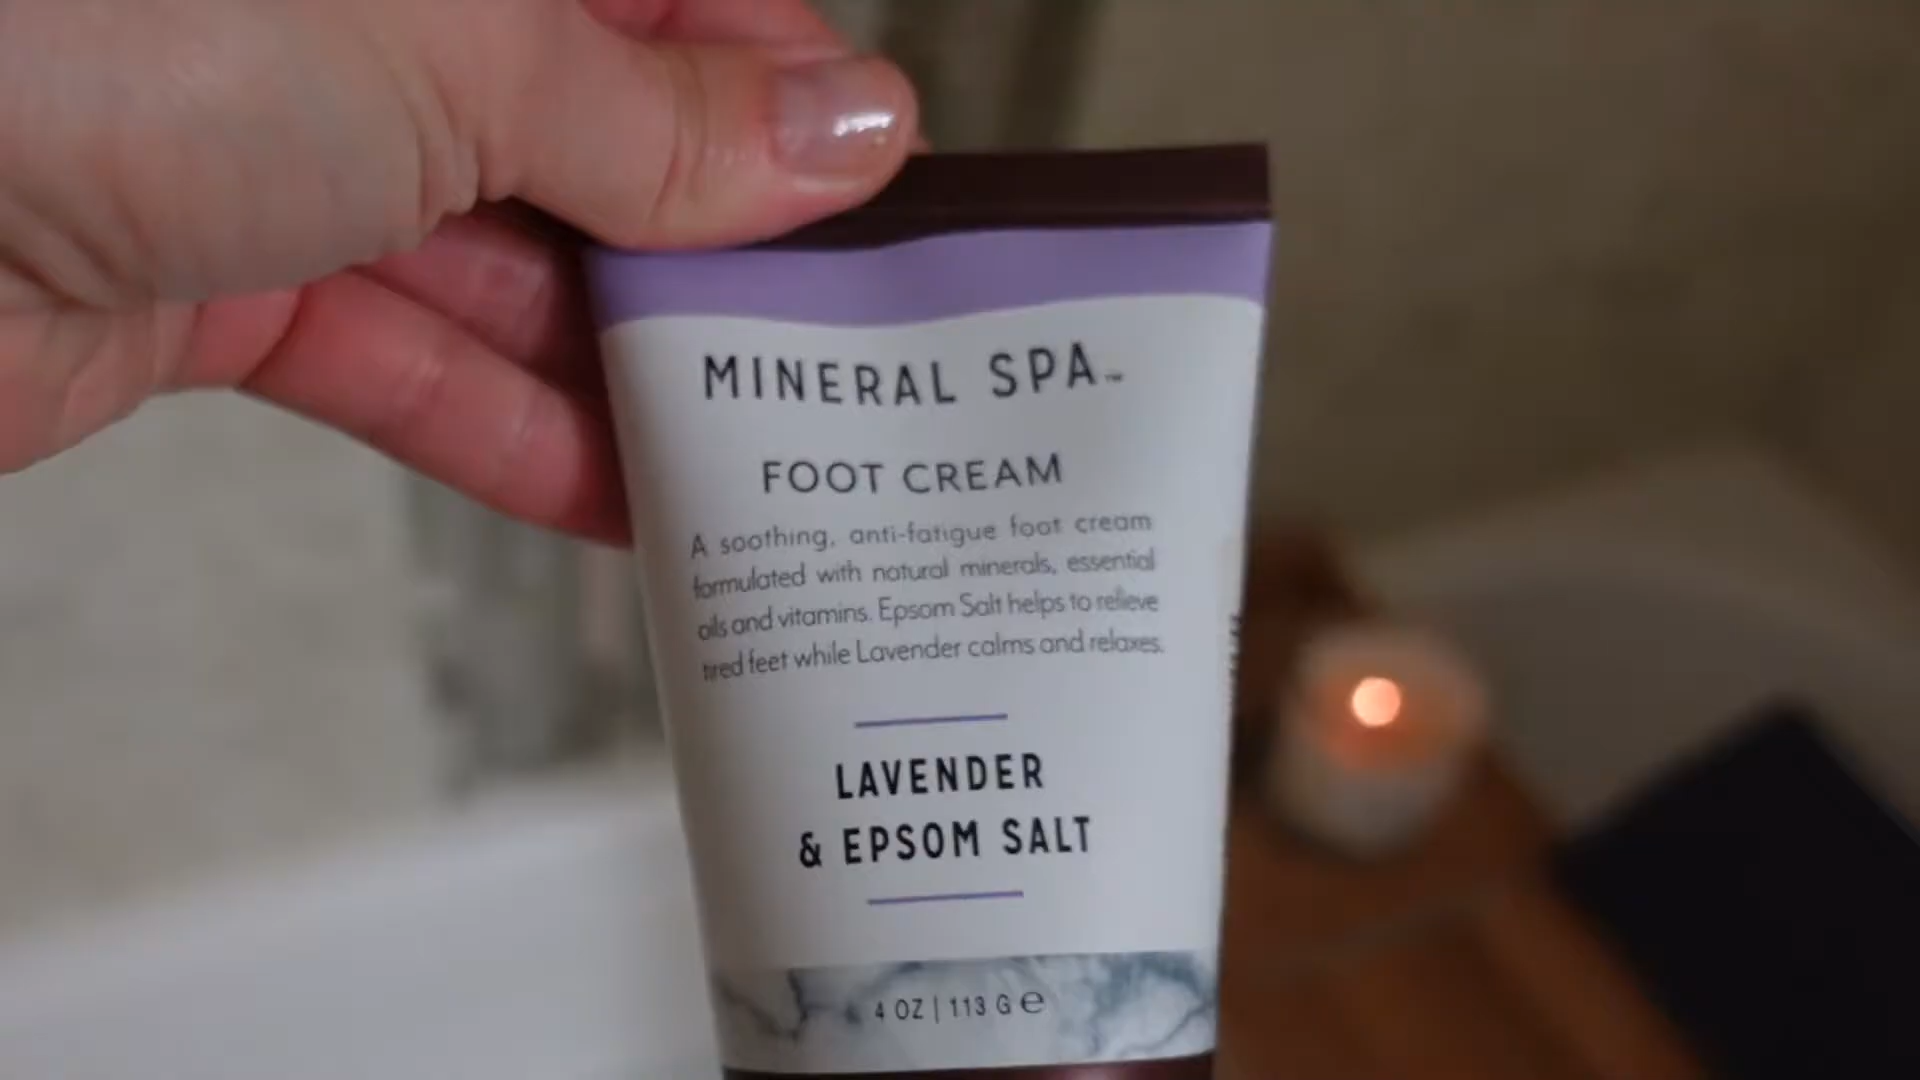 MINERAL SPA™
FOOT CREAM
A soothing, anti-fatigue foot cream
formulated with natural minerals, essential
oils and vitamins. Epsom Salt helps to relieve
tired feet while Lavender calms and relaxes.
LAVENDER
& EPSOM SALT
4 OZ | 113 G ℮